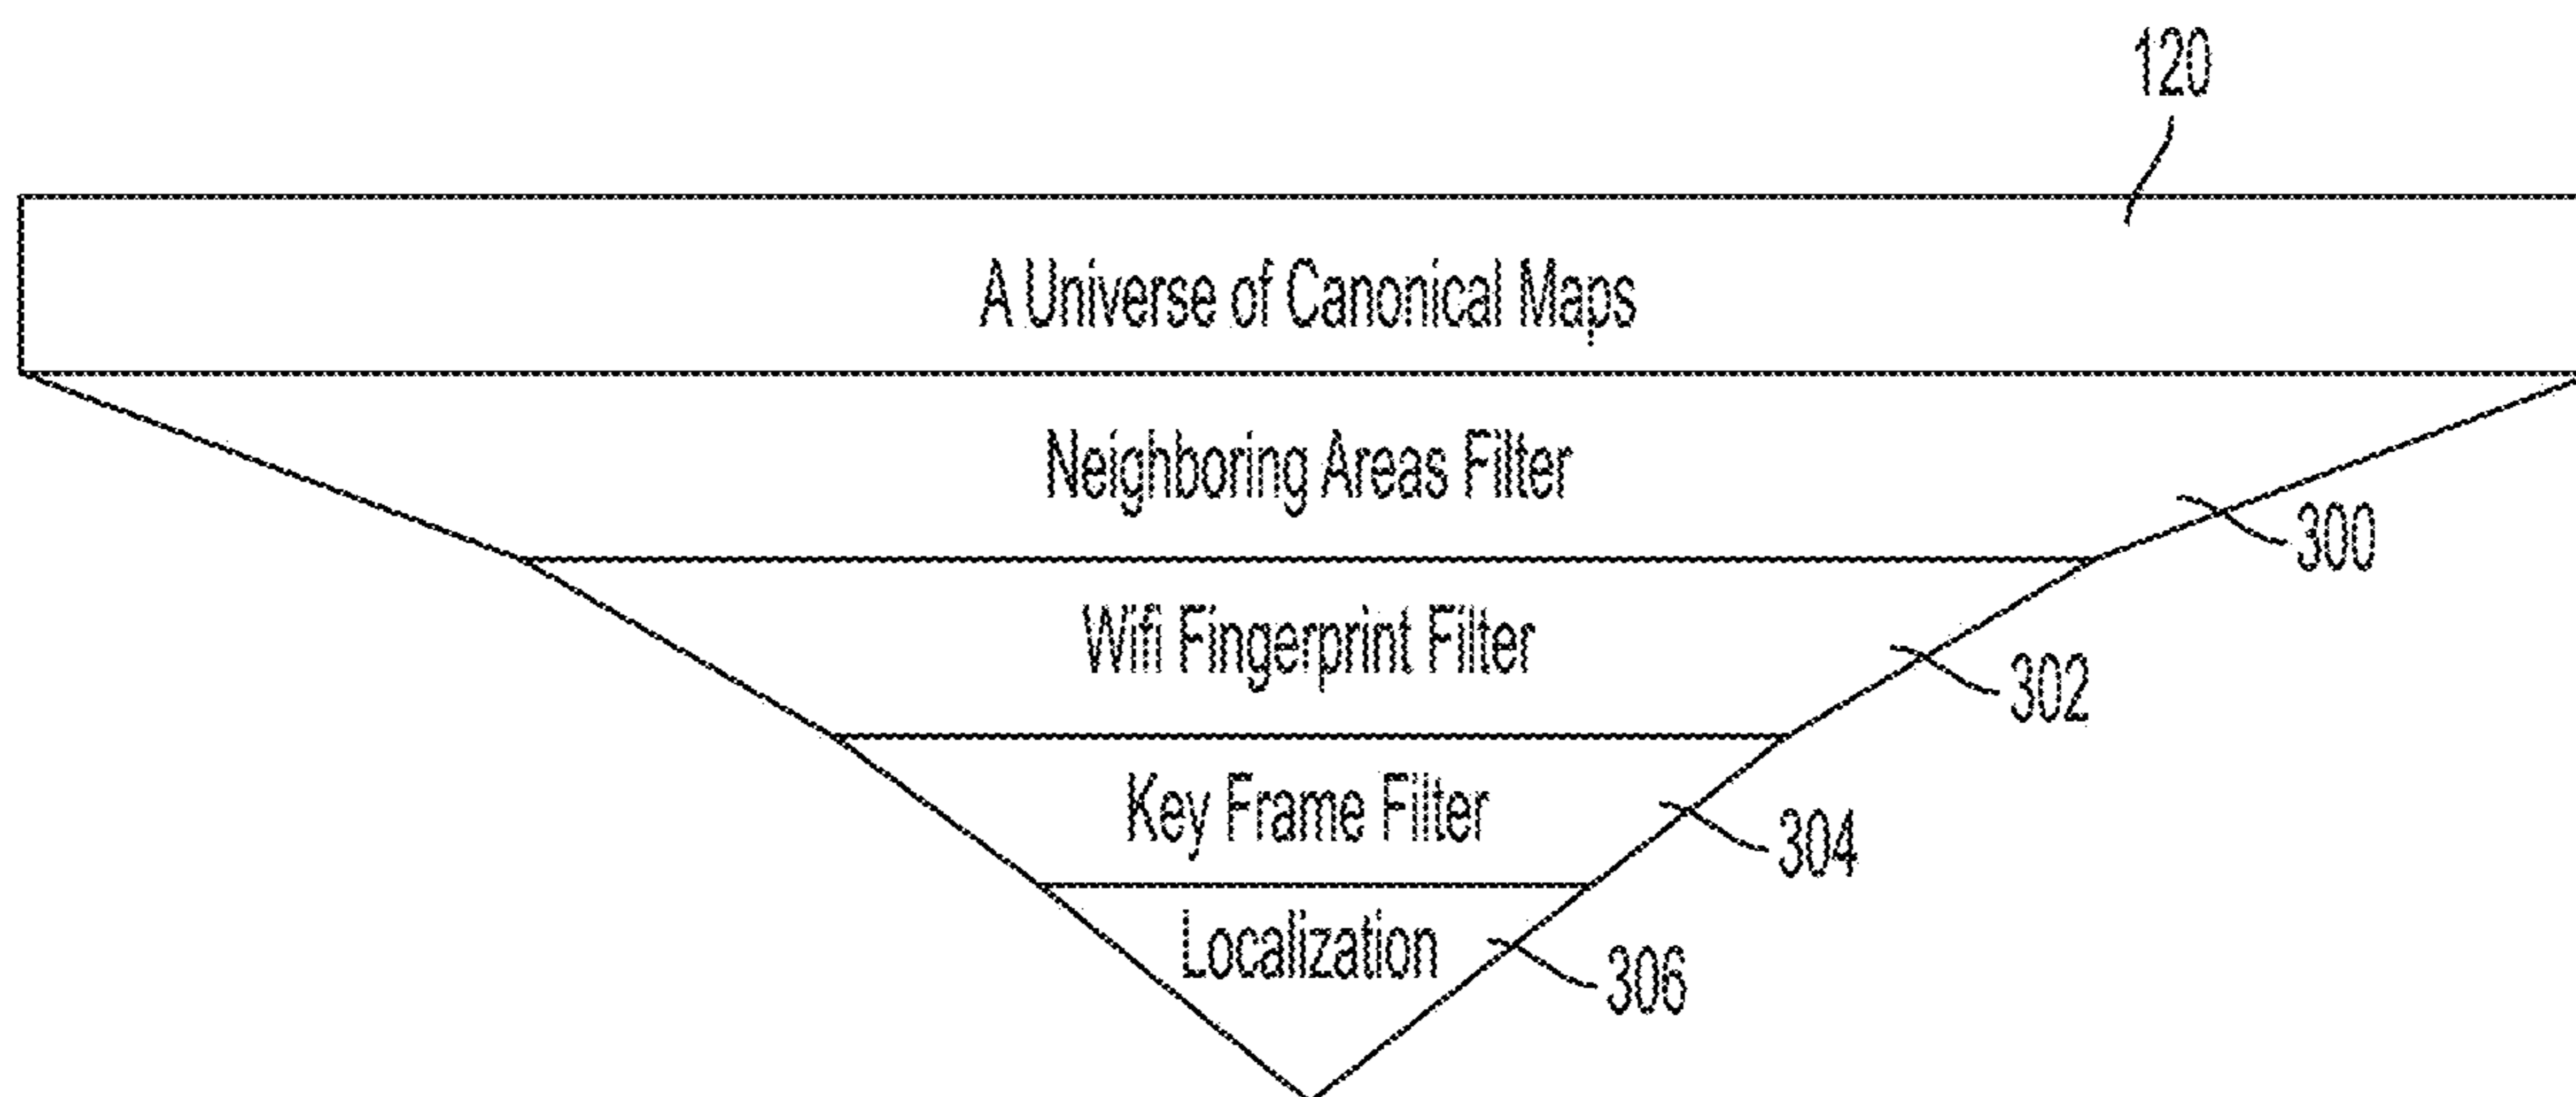 120
A Universe of Canonical Maps
Neighboring Areas Filter
300
Wifi Fingerprint Filter
302
Key Frame Filter
304
Localization
306